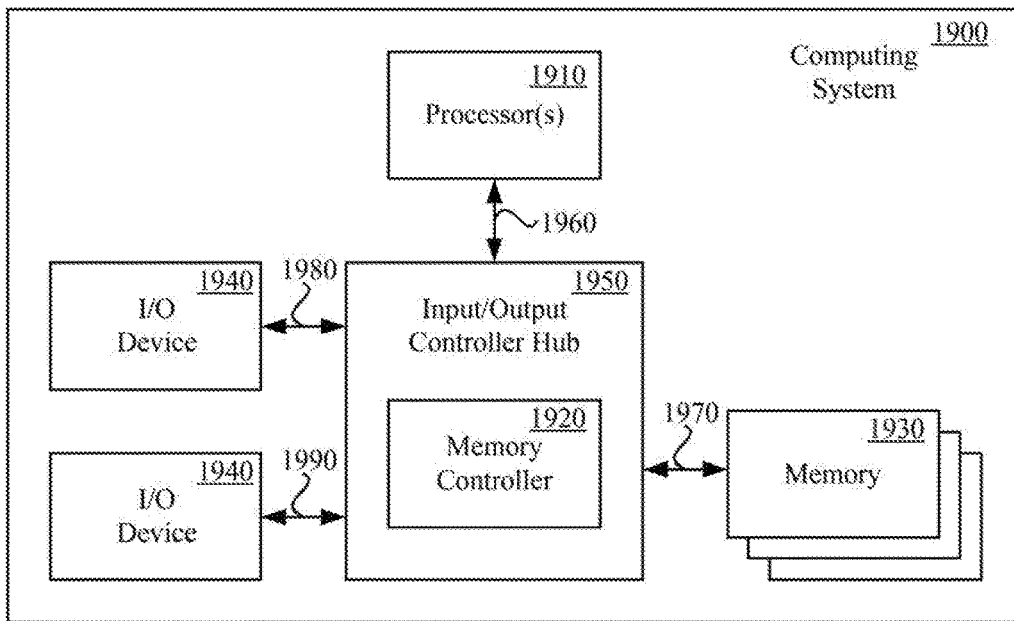 1900
Computing
System
1910
Processor(s)
1960
1940
I/O
Device
1980
1950
Input/Output
Controller Hub
1920
Memory
Controller
1970
1930
Memory
1940
I/O
Device
1990